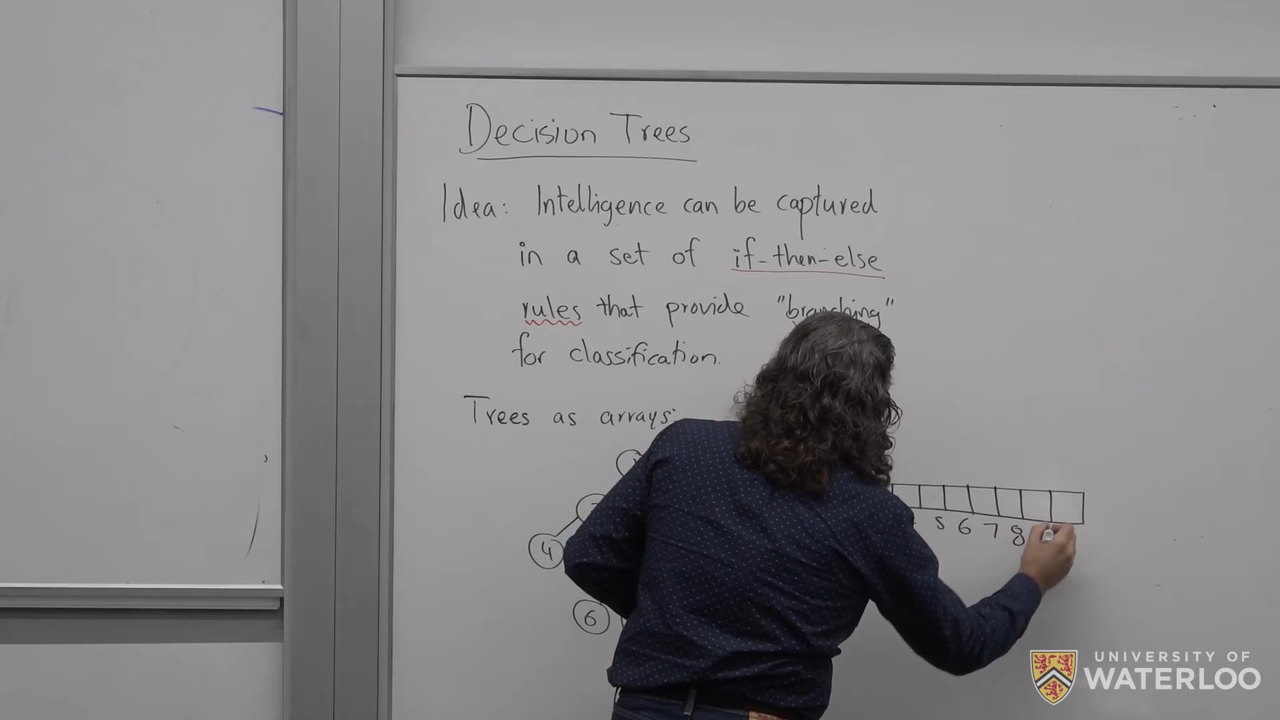 Decision Trees
Idea: Intelligence can be captured
in a set of if-then-else
rules that provide "branching"
for classification.
Trees as arrays:
4
6
5 6 7 8
UNIVERSITY OF
WATERLOO